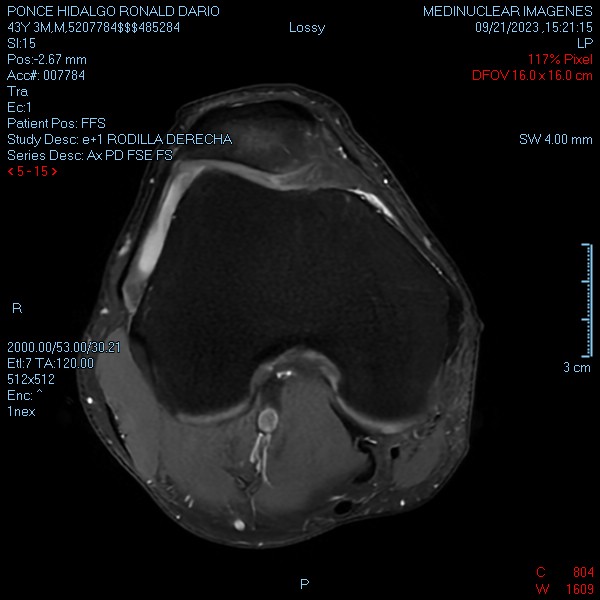 PONCE HIDALGO RONALD DARIO
43Y 3M,M,5207784$$$485284
Sl:15
Pos:-2.67 mm
Acc#: 007784
Tra
Ec:1
Patient Pos: FFS
Study Desc: e+1 RODILLA DERECHA
Series Desc: Ax PD FSE FS
< 5 - 15 >
Lossy
MEDINUCLEAR IMAGENES
09/21/2023 ,15:21:15
LP
117% Pixel
DFOV 16.0 x 16.0 cm
SW 4.00 mm
R
3 cm
2000.00/53.00/30.21
Etl:7 TA:120.00
512x512
Enc: ^
1nex
P
C 804
W 1609